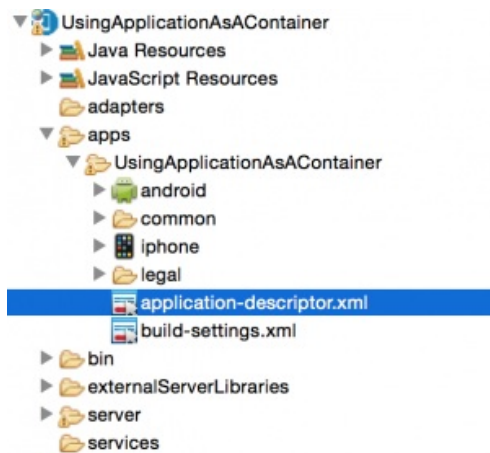 UsingApplicationAsAContainer
Java Resources
JavaScript Resources
adapters
apps
UsingApplicationAsAContainer
android
common
iphone
legal
application-descriptor.xml
build-settings.xml
bin
externalServerLibraries
server
services